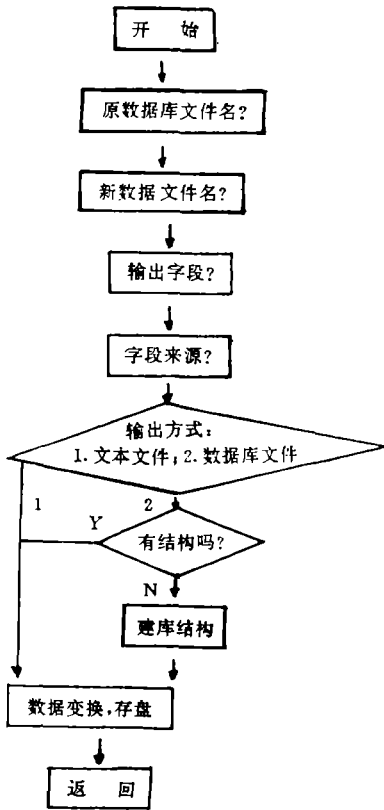 开 始
原数据库文件名?
新数据文件名?
输出字段?
字段来源?
输出方式:
1.文本文件;2.数据库文件
1
2
Y
有结构吗?
N
建库结构
数据变换,存盘
返 回